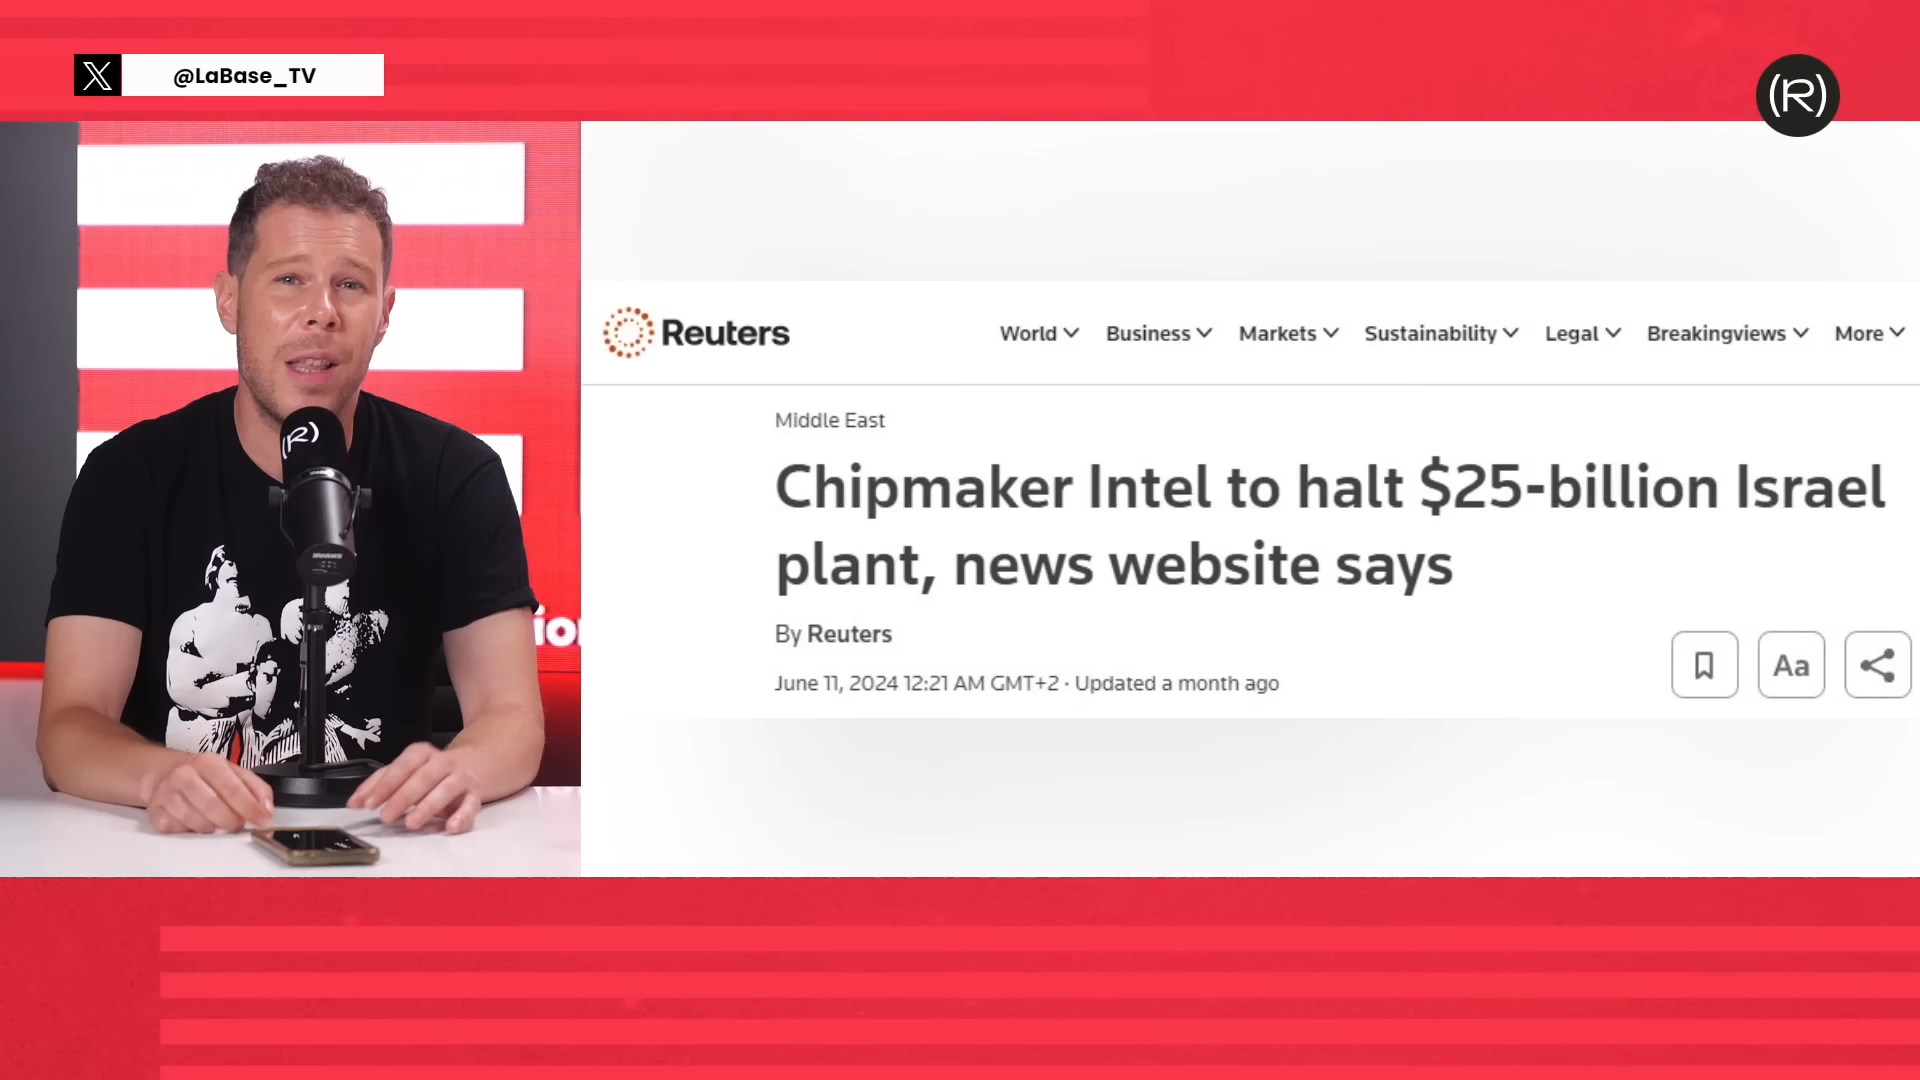 @LaBase_TV
(R)
(R)
ion
Reuters
World
Business
Markets
Sustainability
Legal
Breakingviews
More
Middle East
Chipmaker Intel to halt $25-billion Israel
plant, news website says
By Reuters
June 11, 2024 12:21 AM GMT+2 · Updated a month ago
Aa